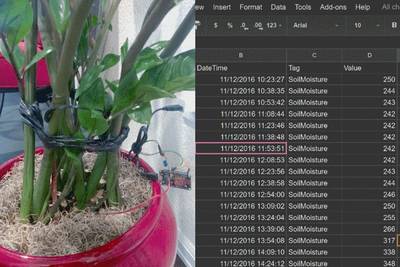 ew Insert Format Data Tools Add-ons Help All ch
$ % .0 .00 123 Arial 10 B
B C D
DateTime Tag Value
11/12/2016 10:23:27 SoilMoisture 250
11/12/2016 10:38:35 SoilMoisture 244
11/12/2016 10:53:42 SoilMoisture 243
11/12/2016 11:08:44 SoilMoisture 242
11/12/2016 11:23:46 SoilMoisture 242
11/12/2016 11:38:48 SoilMoisture 242
11/12/2016 11:53:51 SoilMoisture 242
11/12/2016 12:08:53 SoilMoisture 242
11/12/2016 12:23:56 SoilMoisture 243
11/12/2016 12:38:58 SoilMoisture 244
11/12/2016 12:54:00 SoilMoisture 246
11/12/2016 13:09:02 SoilMoisture 250
11/12/2016 13:24:04 SoilMoisture 255
11/12/2016 13:39:06 SoilMoisture 266
11/12/2016 13:54:08 SoilMoisture 317
11/12/2016 14:09:10 SoilMoisture 338
11/12/2016 14:24:12 SoilMoisture 348